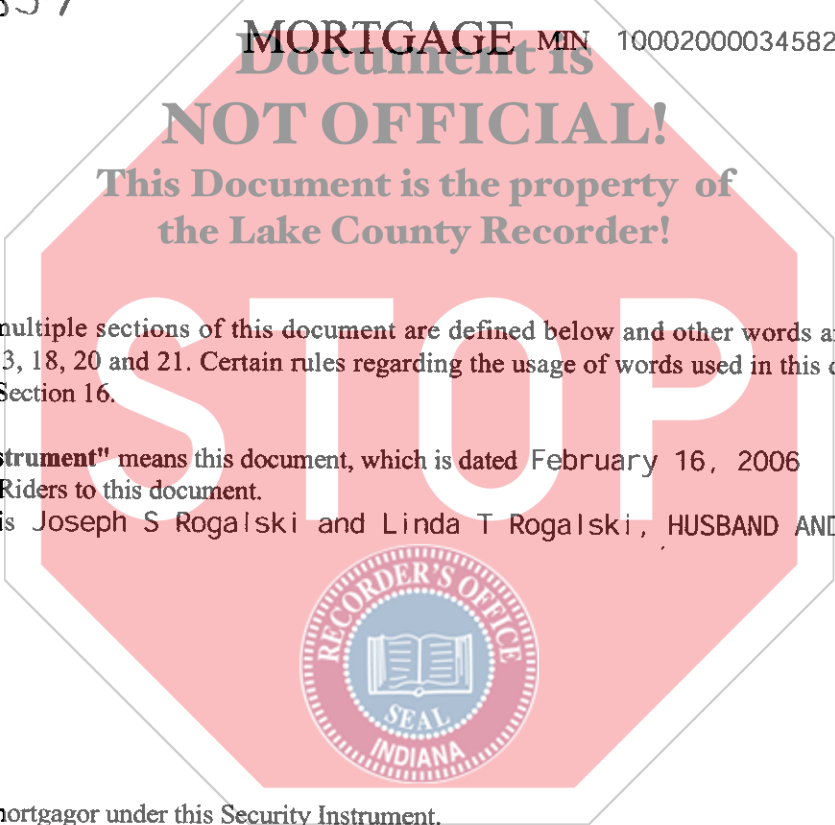 MORTGAGE MIN 10002000034582
Document is
NOT OFFICIAL!
This Document is the property of
the Lake County Recorder!
STOP
multiple sections of this document are defined below and other words
3, 18, 20 and 21. Certain rules regarding the usage of words used in this
Section 16.
strument" means this document, which is dated February 16, 2006
Riders to this document.
is Joseph S Rogalski and Linda T Rogalski, HUSBAND AND
RECORDER'S OFFICE
SEAL
INDIANA
mortgagor under this Security Instrument.